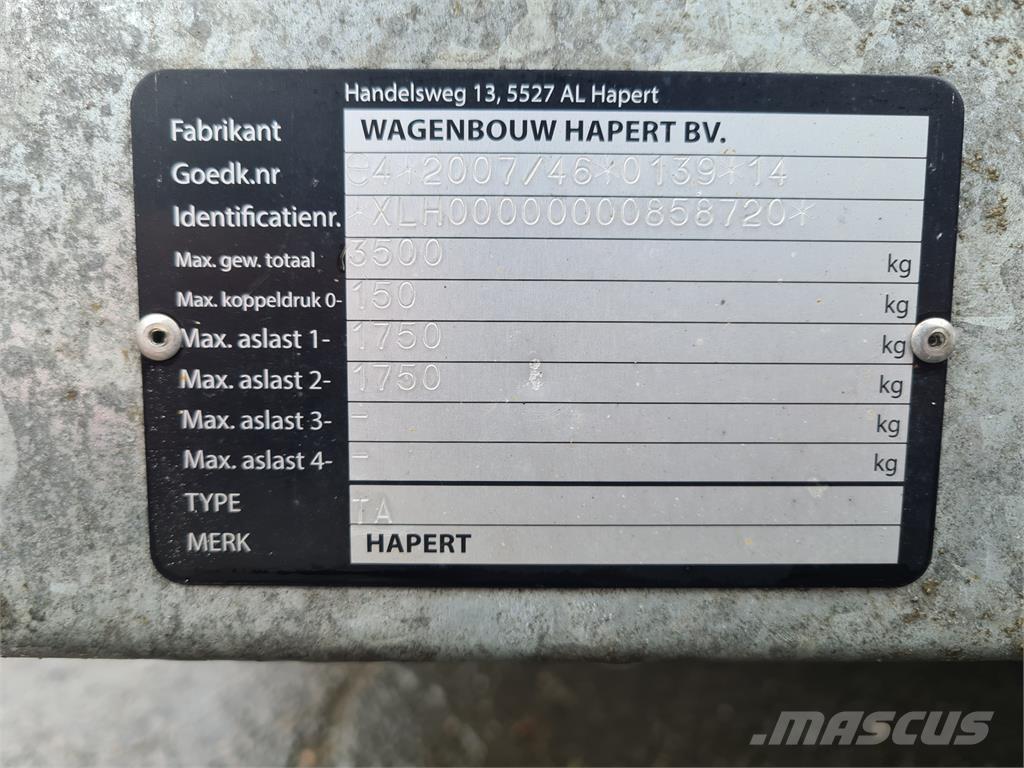 Handelsweg 13, 5527 AL Hapert
Fabrikant WAGENBOUW HAPERT BV.
Goedk.nr e4*2007/46*0139*14
Identificatienr. *XLH00000000858720*
Max. gew. totaal 3500 kg
Max. koppeldruk 0- 150 kg
Max. aslast 1- 1750 kg
Max. aslast 2- 1750 kg
Max. aslast 3- - kg
Max. aslast 4- - kg
TYPE TA
MERK HAPERT
MASCUS